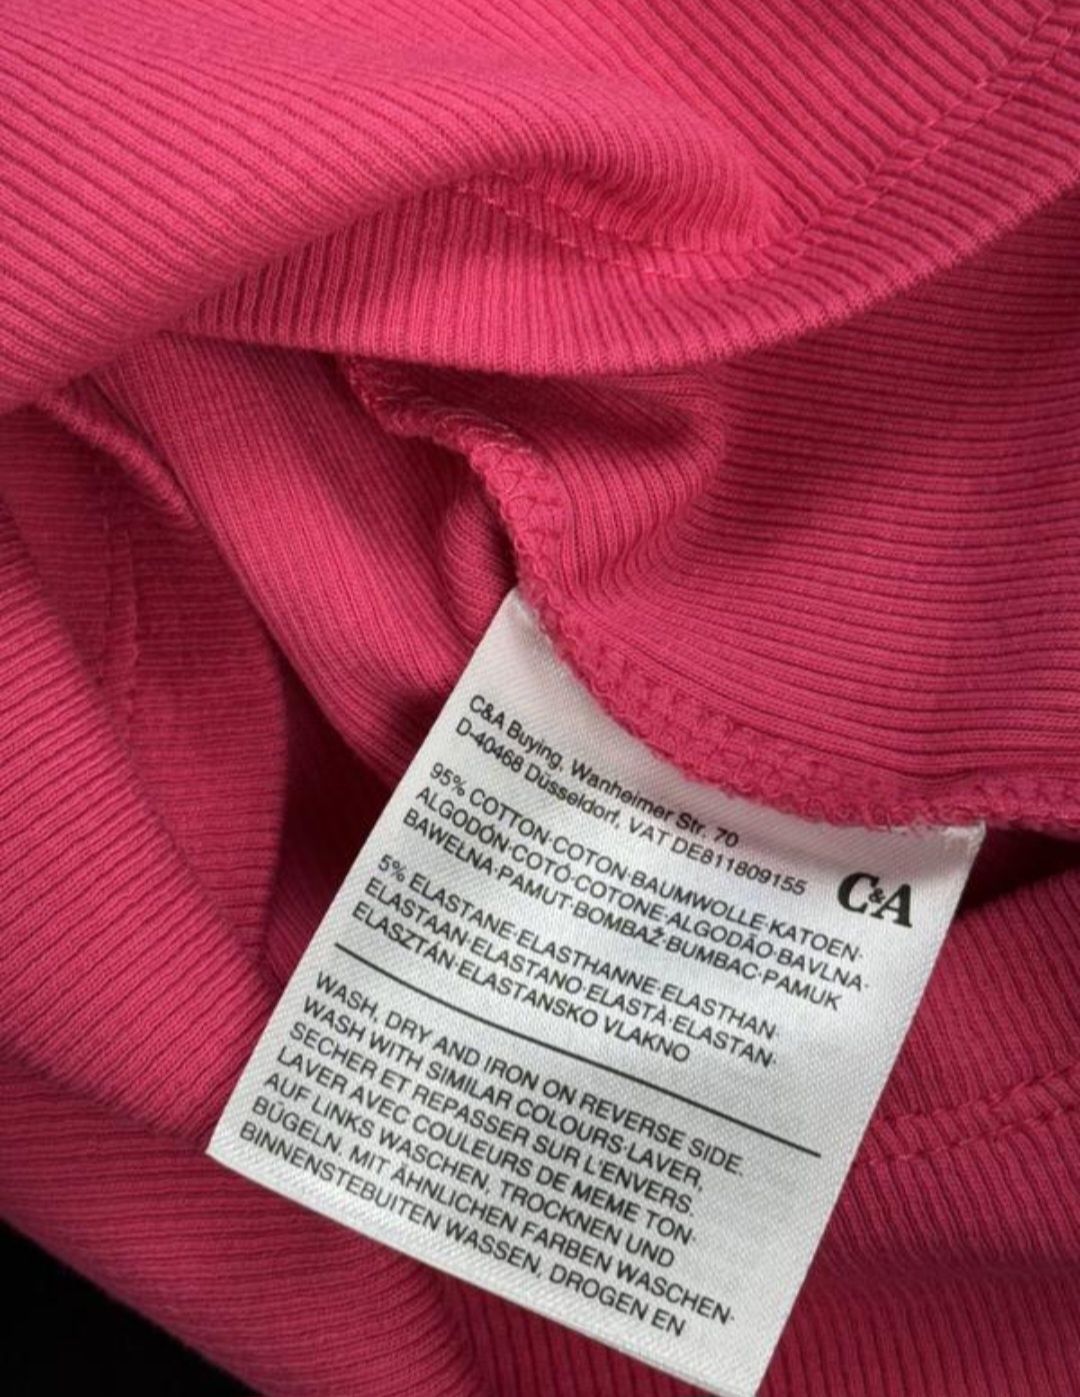 C&A Buying, Wanheimer Str. 70
D-40468 Düsseldorf, VAT DE811809155
C&A
95% COTTON·COTON·BAUMWOLLE·KATOEN·
ALGODÓN·COTÓ·COTONE·ALGODÃO·BAVLNA·
BAWELNA·PAMUT·BOMBAŽ·BUMBAC·PAMUK
5% ELASTANE·ELASTHANNE·ELASTHAN·
ELASTAAN·ELASTANO·ELASTÀ·ELASTAN·
ELASZTÁN·ELASTANSKO VLAKNO
WASH, DRY AND IRON ON REVERSE SIDE.
WASH WITH SIMILAR COLOURS·LAVER,
SECHER ET REPASSER SUR L'ENVERS.
LAVER AVEC COULEURS DE MEME TON·
AUF LINKS WASCHEN, TROCKNEN UND
BÜGELN. MIT ÄHNLICHEN FARBEN WASCHEN·
BINNENSTEBUITEN WASSEN, DROGEN EN